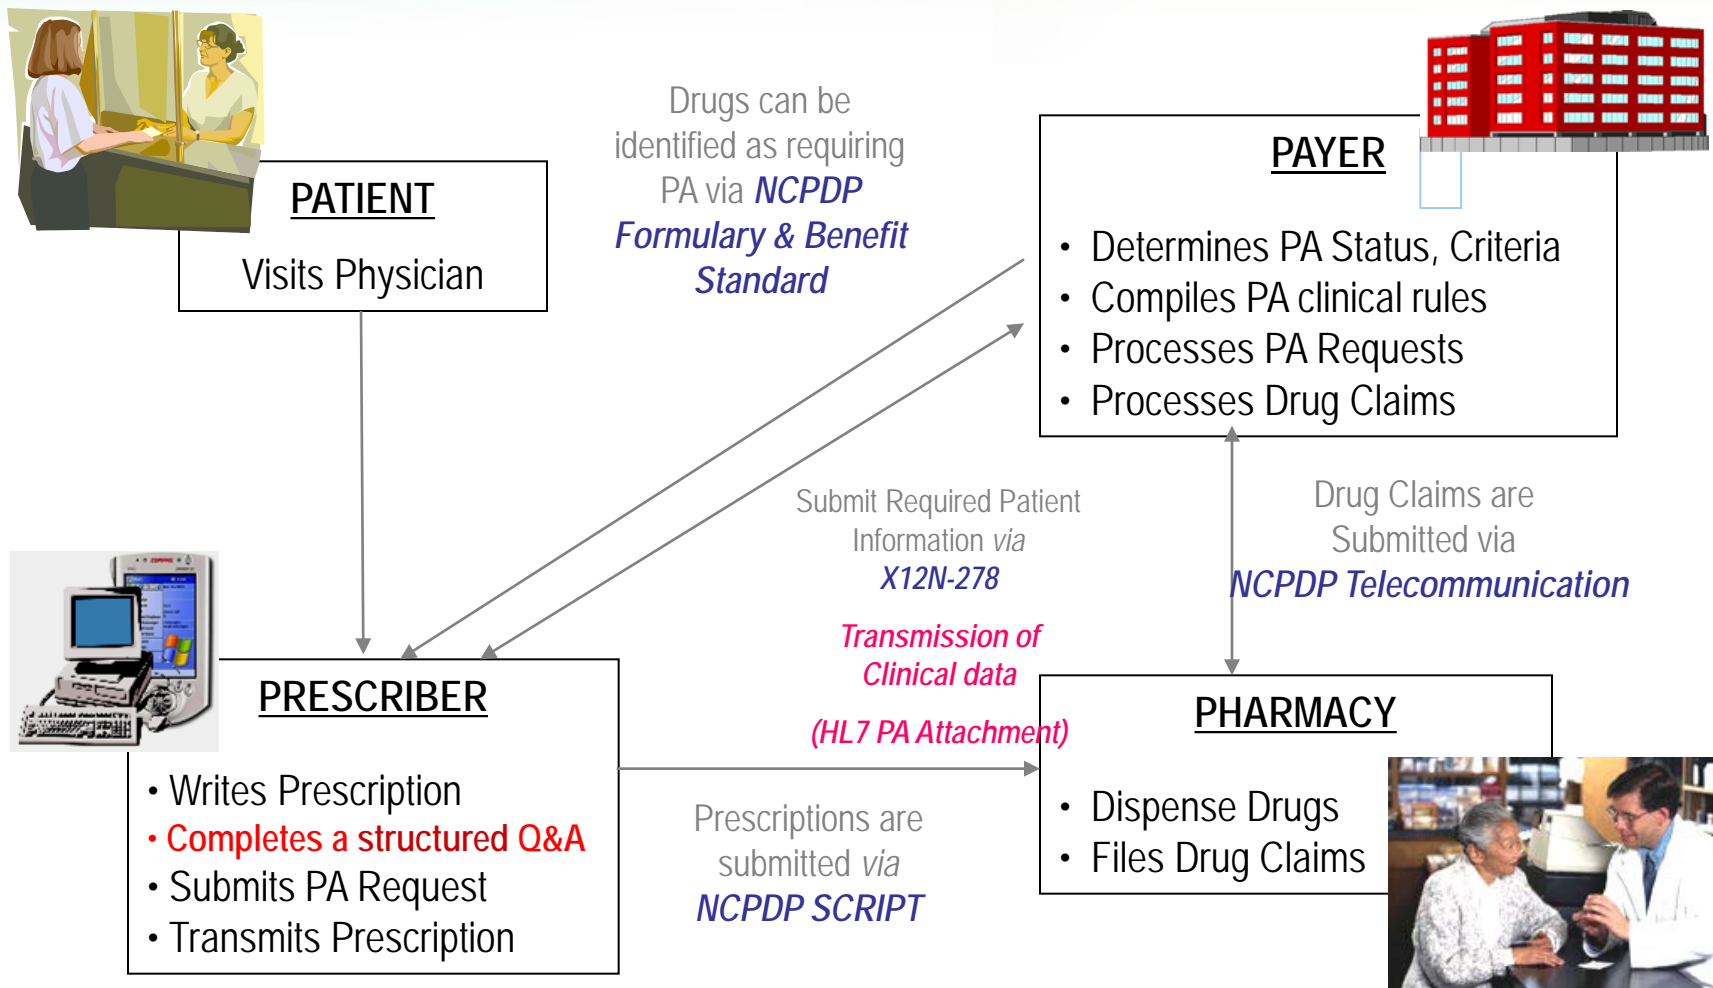 PATIENT
Visits Physician
Drugs can be
identified as requiring
PA via NCPDP
Formulary & Benefit
Standard
PAYER
• Determines PA Status, Criteria
• Compiles PA clinical rules
• Processes PA Requests
• Processes Drug Claims
Submit Required Patient
Information via
X12N-278
Transmission of
Clinical data
(HL7 PA Attachment)
Drug Claims are
Submitted via
NCPDP Telecommunication
PRESCRIBER
• Writes Prescription
• Completes a structured Q&A
• Submits PA Request
• Transmits Prescription
Prescriptions are
submitted via
NCPDP SCRIPT
PHARMACY
• Dispense Drugs
• Files Drug Claims